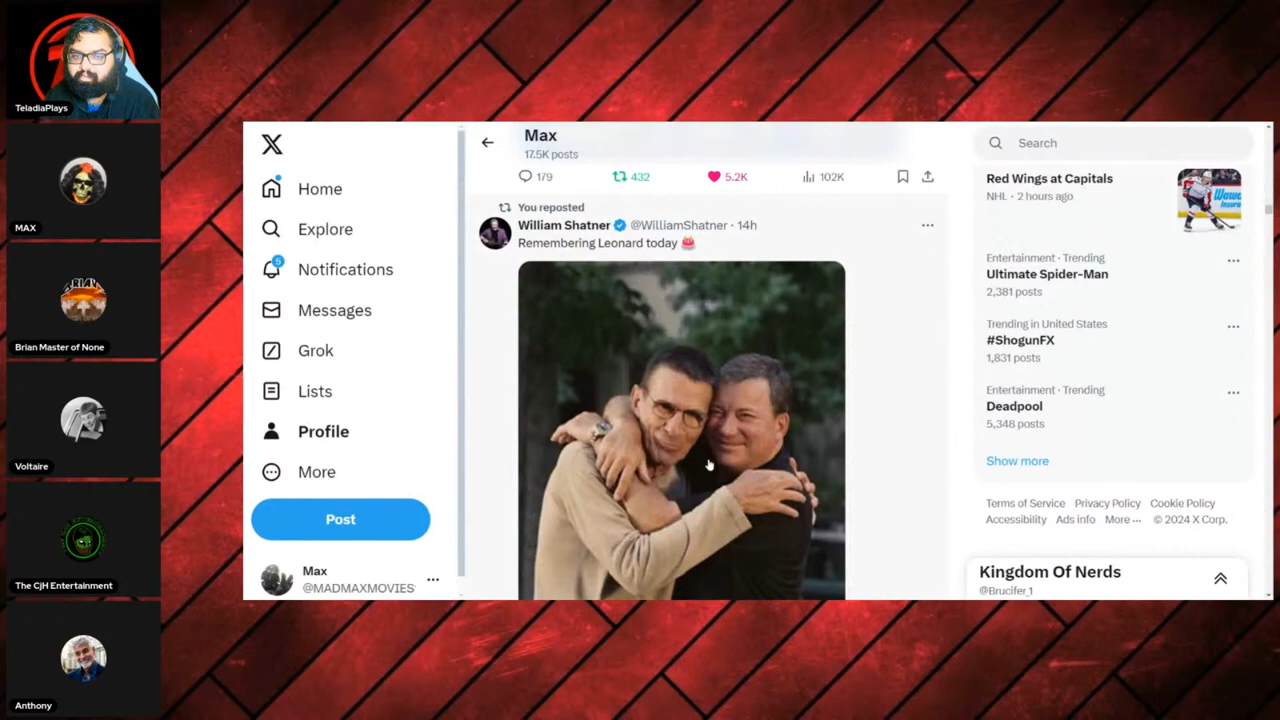 TeladiaPlays
MAX
BRIAN
Brian Master of None
Voltaire
The CjH Entertainment
Anthony
Home
Explore
5
Notifications
Messages
Grok
Lists
Profile
More
Post
Max
@MADMAXMOVIES
Max
17.5K posts
179
432
5.2K
102K
You reposted
William Shatner @WilliamShatner · 14h
Remembering Leonard today 🎂
Search
Red Wings at Capitals
NHL · 2 hours ago
Entertainment · Trending
Ultimate Spider-Man
2,381 posts
Trending in United States
#ShogunFX
1,831 posts
Entertainment · Trending
Deadpool
5,348 posts
Show more
Terms of Service Privacy Policy Cookie Policy
Accessibility Ads info More ··· © 2024 X Corp.
Kingdom Of Nerds
@Brucifer_1